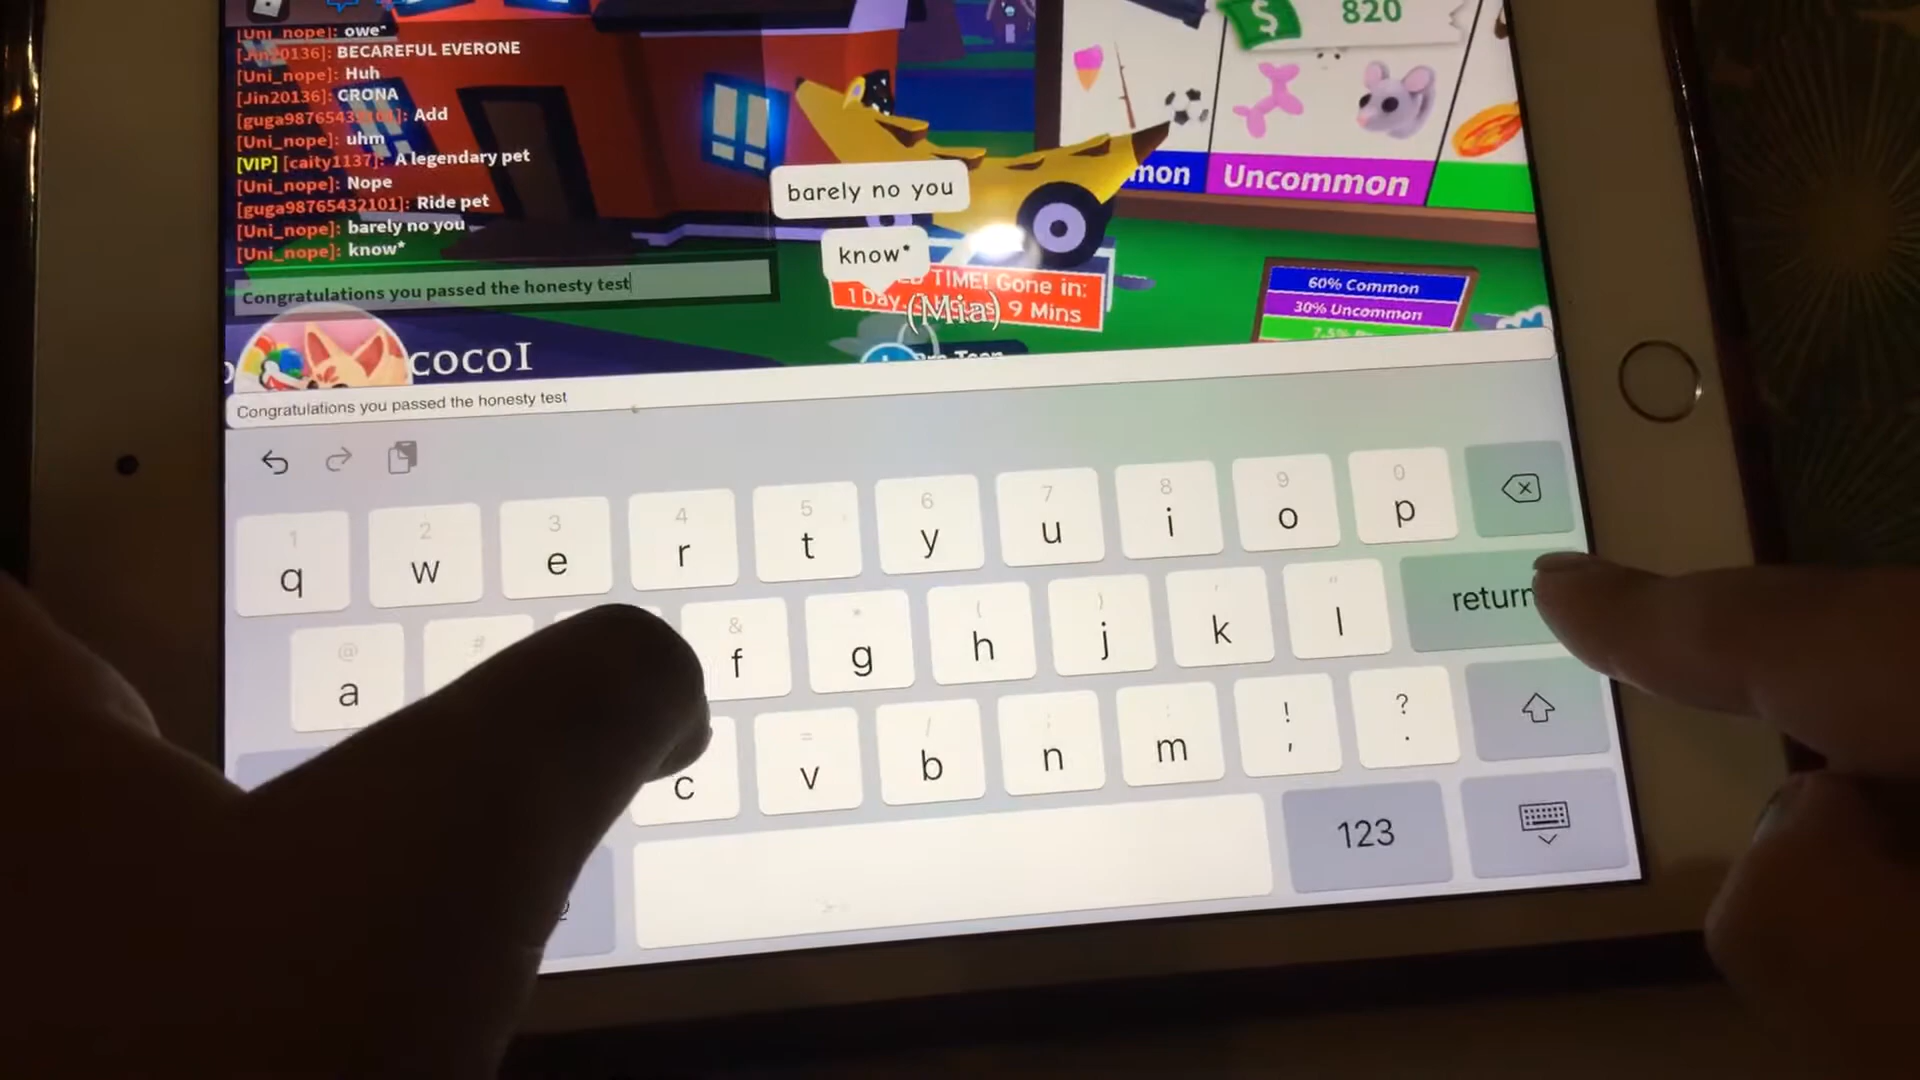 [Uni_nope]: owe*
[Jin20136]: BECAREFUL EVERONE
[Uni_nope]: Huh
[Jin20136]: CRONA
[guga98765432101]: Add
[Uni_nope]: uhm
[VIP] [caity1137]: A legendary pet
[Uni_nope]: Nope
[guga98765432101]: Ride pet
[Uni_nope]: barely no you
[Uni_nope]: know*
Congratulations you passed the honesty test
820
barely no you
know*
Uncommon
TIME! Gone in:
1 Day, 9 Mins
(Mia)
60% Common
30% Uncommon
cocoI
Congratulations you passed the honesty test
1 2 3 4 5 6 7 8 9 0
q w e r t y u i o p
@ # & * ( ) ' "
a f g h j k l return
= / ; : ! ?
c v b n m , .
123